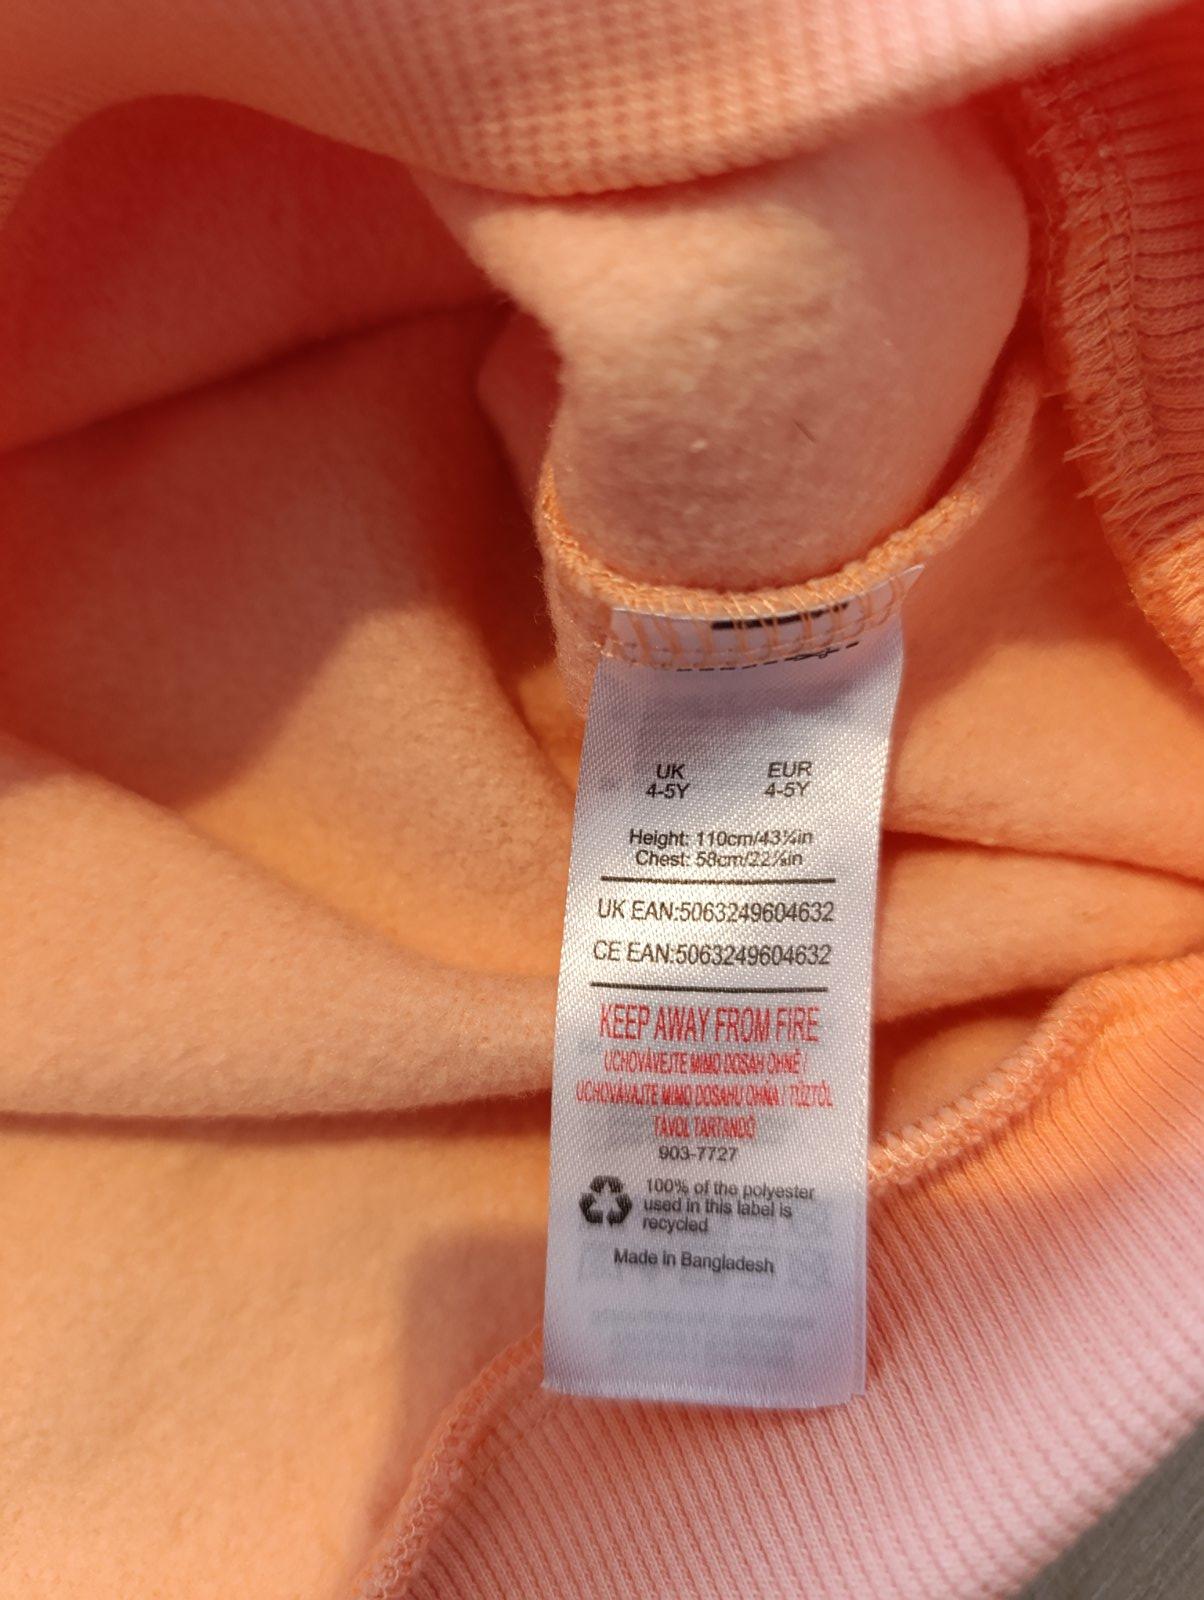 UK EUR
4-5Y 4-5Y
Height: 110cm/43¼in
Chest: 58cm/22⅞in
UK EAN:5063249604632
CE EAN:5063249604632
KEEP AWAY FROM FIRE
UCHOVÁVEJTE MIMO DOSAH OHNĚ /
UCHOVÁVAJTE MIMO DOSAHU OHŇA / TŰZTŐL
TÁVOL TARTANDÓ
903-7727
100% of the polyester
used in this label is
recycled
Made in Bangladesh